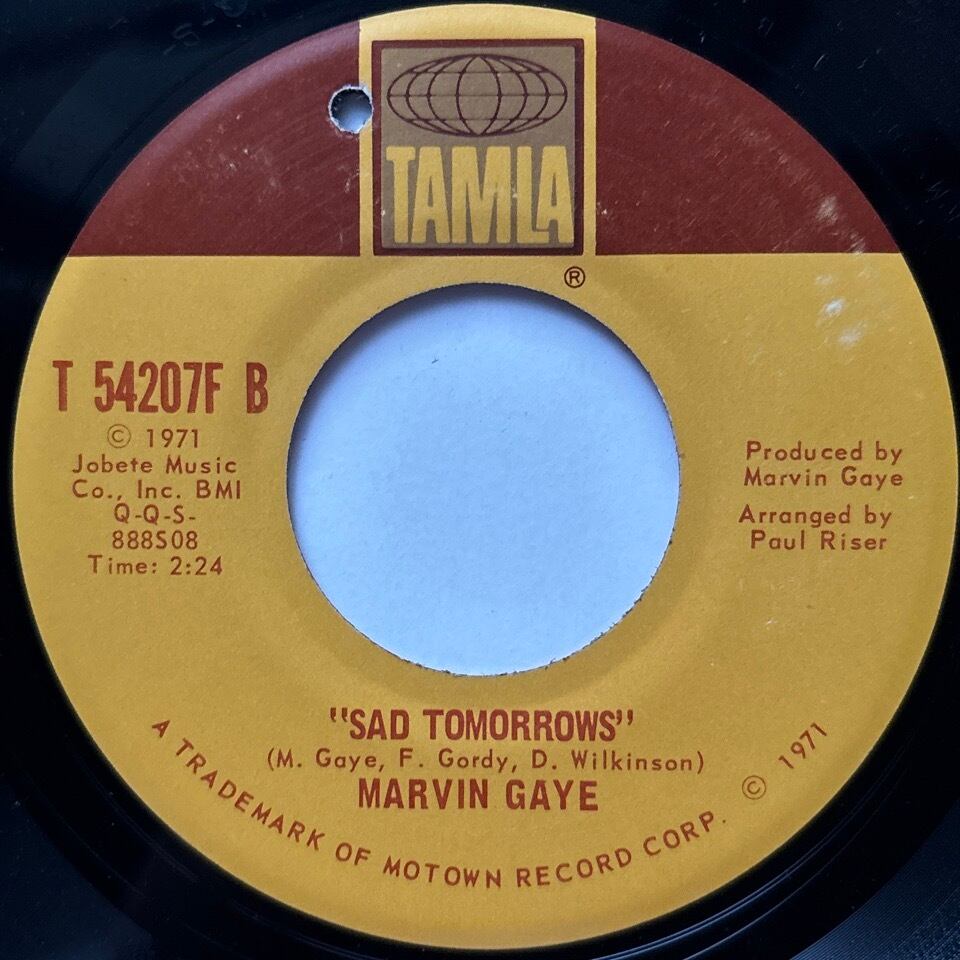 TAMLA
®
T 54207F B
© 1971
Jobete Music
Co., Inc. BMI
Q-Q-S-
888S08
Time: 2:24
Produced by
Marvin Gaye
Arranged by
Paul Riser
"SAD TOMORROWS"
(M. Gaye, F. Gordy, D. Wilkinson)
MARVIN GAYE
A TRADEMARK OF MOTOWN RECORD CORP. © 1971